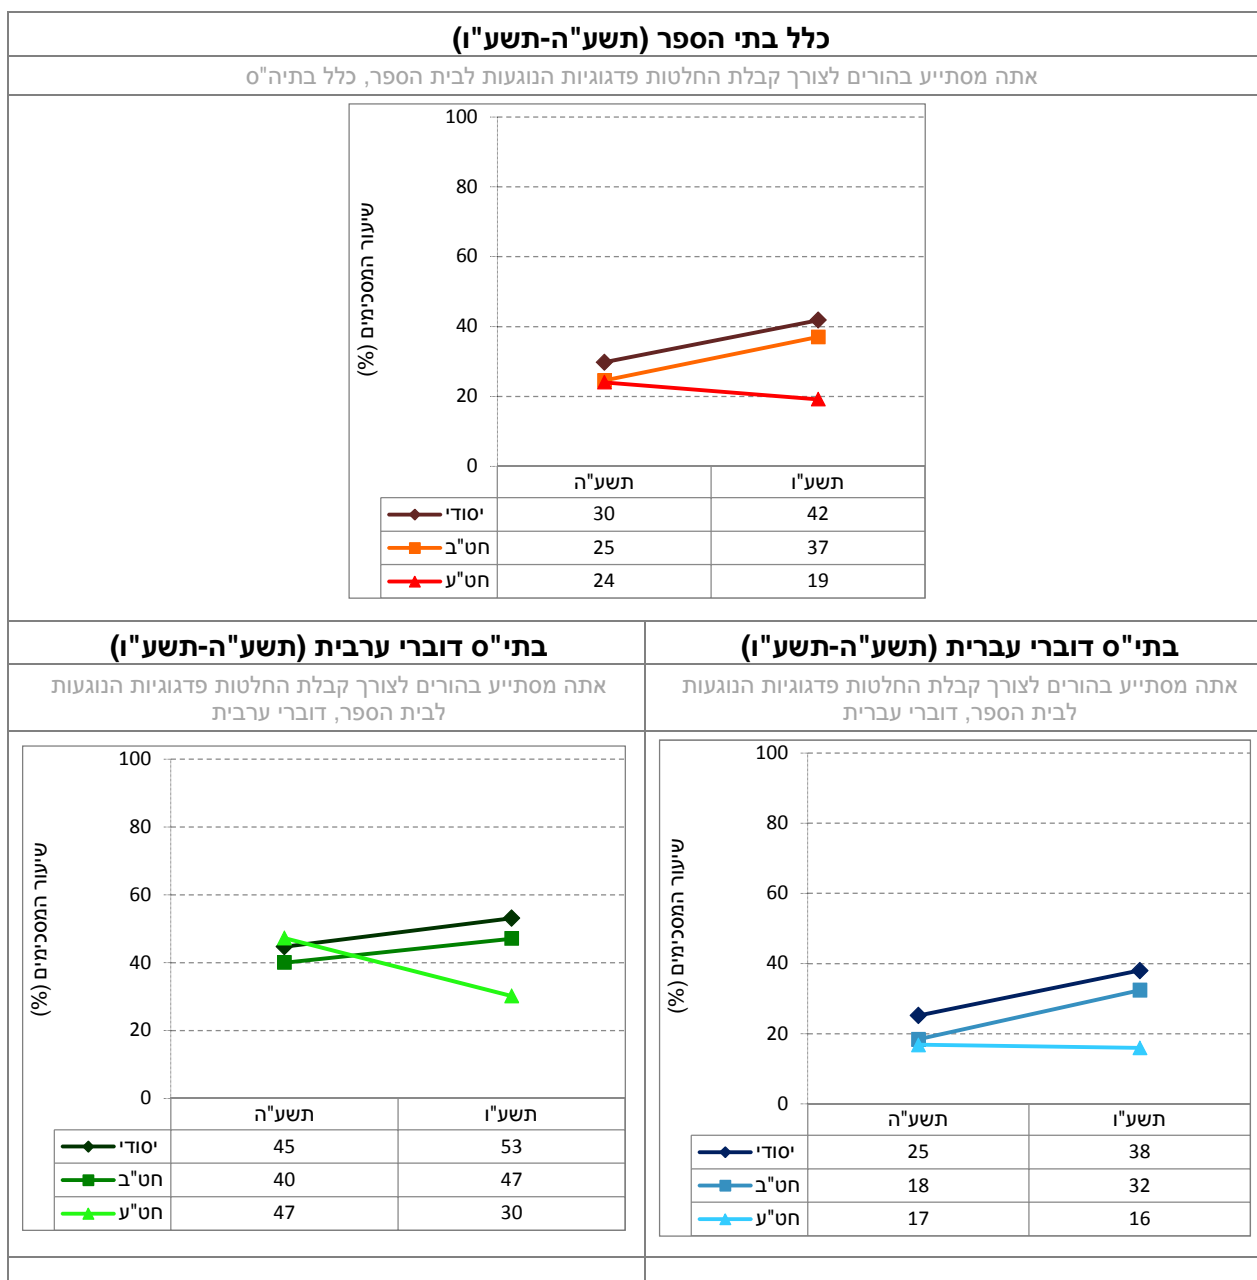 כלל בתי הספר (תשע"ה-תשע"ו)
אתה מסתייע בהורים לצורך קבלת החלטות פדגוגיות הנוגעות לבית הספר, כלל בתיה"ס
שיעור המסכימים (%)
100
80
60
40
20
0
תשע"ה תשע"ו
יסודי 30 42
חט"ב 25 37
חט"ע 24 19
בתי"ס דוברי עברית (תשע"ה-תשע"ו)
אתה מסתייע בהורים לצורך קבלת החלטות פדגוגיות הנוגעות
לבית הספר, דוברי עברית
שיעור המסכימים (%)
100
80
60
40
20
0
תשע"ה תשע"ו
יסודי 25 38
חט"ב 18 32
חט"ע 17 16
בתי"ס דוברי ערבית (תשע"ה-תשע"ו)
אתה מסתייע בהורים לצורך קבלת החלטות פדגוגיות הנוגעות
לבית הספר, דוברי ערבית
שיעור המסכימים (%)
100
80
60
40
20
0
תשע"ה תשע"ו
יסודי 45 53
חט"ב 40 47
חט"ע 47 30